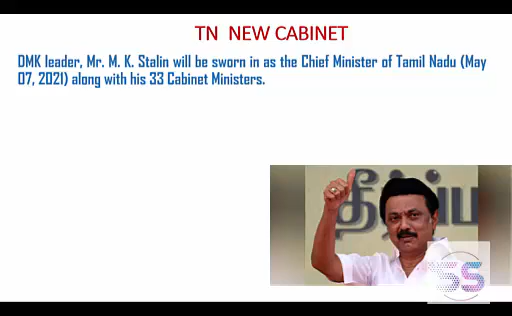 TN NEW CABINET
DMK leader, Mr. M. K. Stalin will be sworn in as the Chief Minister of Tamil Nadu (May
07, 2021) along with his 33 Cabinet Ministers.
தீர்ப்ப
SS